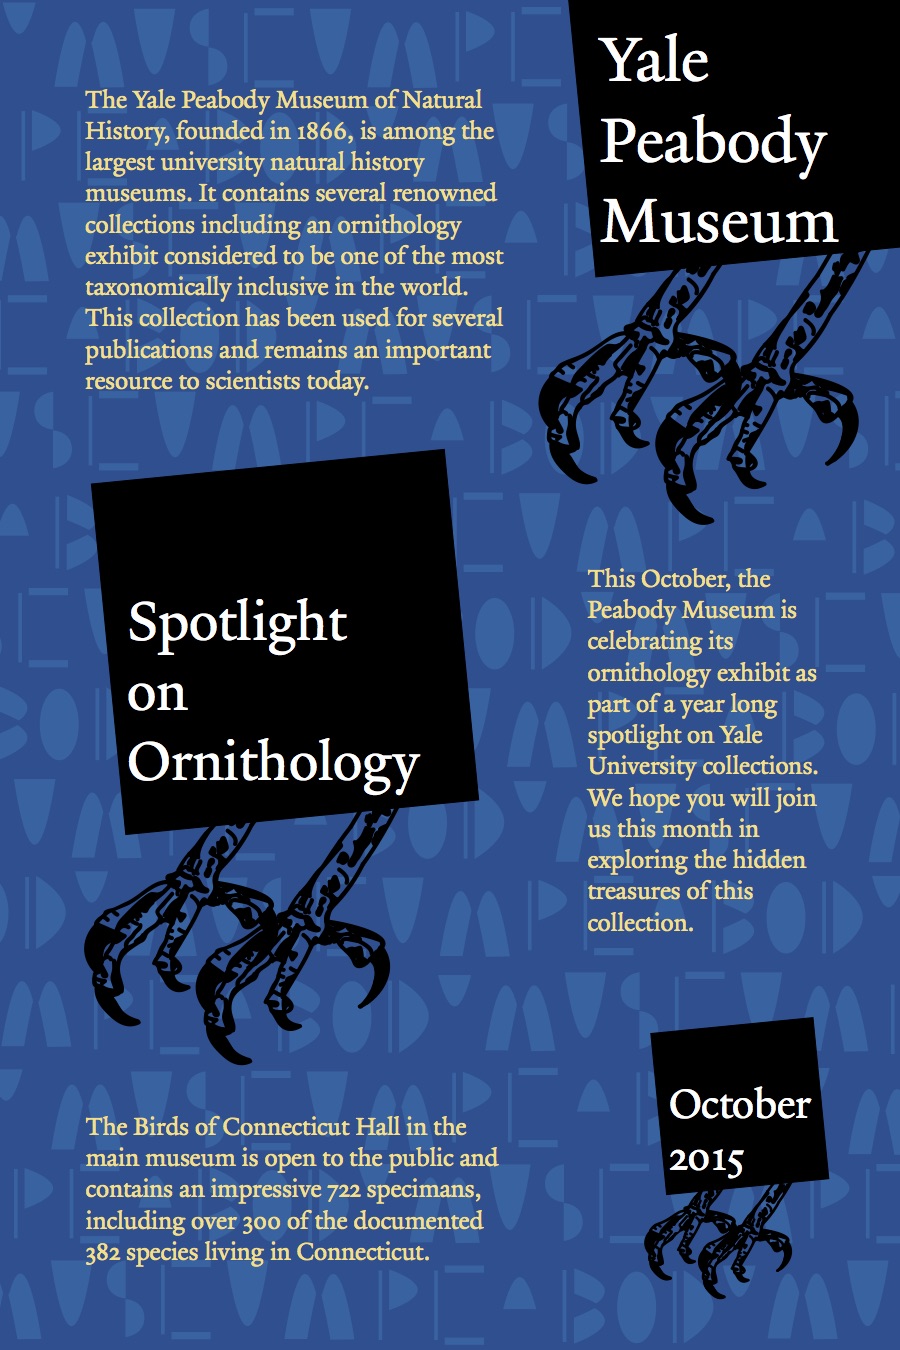 Yale
Peabody
Museum
The Yale Peabody Museum of Natural
History, founded in 1866, is among the
largest university natural history
museums. It contains several renowned
collections including an ornithology
exhibit considered to be one of the most
taxonomically inclusive in the world.
This collection has been used for several
publications and remains an important
resource to scientists today.
Spotlight
on
Ornithology
This October, the
Peabody Museum is
celebrating its
ornithology exhibit as
part of a year long
spotlight on Yale
University collections.
We hope you will join
us this month in
exploring the hidden
treasures of this
collection.
The Birds of Connecticut Hall in the
main museum is open to the public and
contains an impressive 722 specimans,
including over 300 of the documented
382 species living in Connecticut.
October
2015